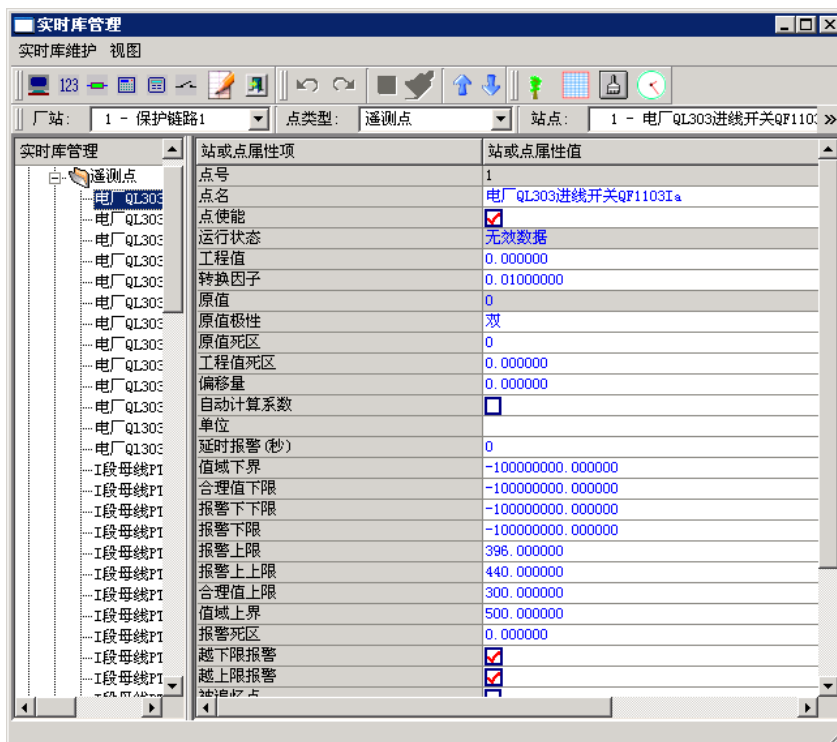 实时库管理
实时库维护 视图
123
厂站: 1 - 保护链路1 点类型: 遥测点 站点: 1 - 电厂QL303进线开关QF110 »
实时库管理 站或点属性项 站或点属性值
遥测点
电厂QL303
电厂QL303
电厂QL303
电厂QL303
电厂QL303
电厂QL303
电厂QL303
电厂QL303
电厂QL303
电厂QL303
电厂QL303
电厂QL303
电厂Q1303
I段母线PT
I段母线PT
I段母线PT
I段母线PT
I段母线PT
I段母线PT
I段母线PT
I段母线PT
I段母线PT
I段母线PT
I段母线PT
点号 1
点名 电厂QL303进线开关QF1103Ia
点使能
运行状态 无效数据
工程值 0.000000
转换因子 0.01000000
原值 0
原值极性 双
原值死区 0
工程值死区 0.000000
偏移量 0.000000
自动计算系数
单位
延时报警(秒) 0
值域下界 -100000000.000000
合理值下限 -100000000.000000
报警下下限 -100000000.000000
报警下限 -100000000.000000
报警上限 396.000000
报警上上限 440.000000
合理值上限 300.000000
值域上界 500.000000
报警死区 0.000000
越下限报警
越上限报警
被追忆点